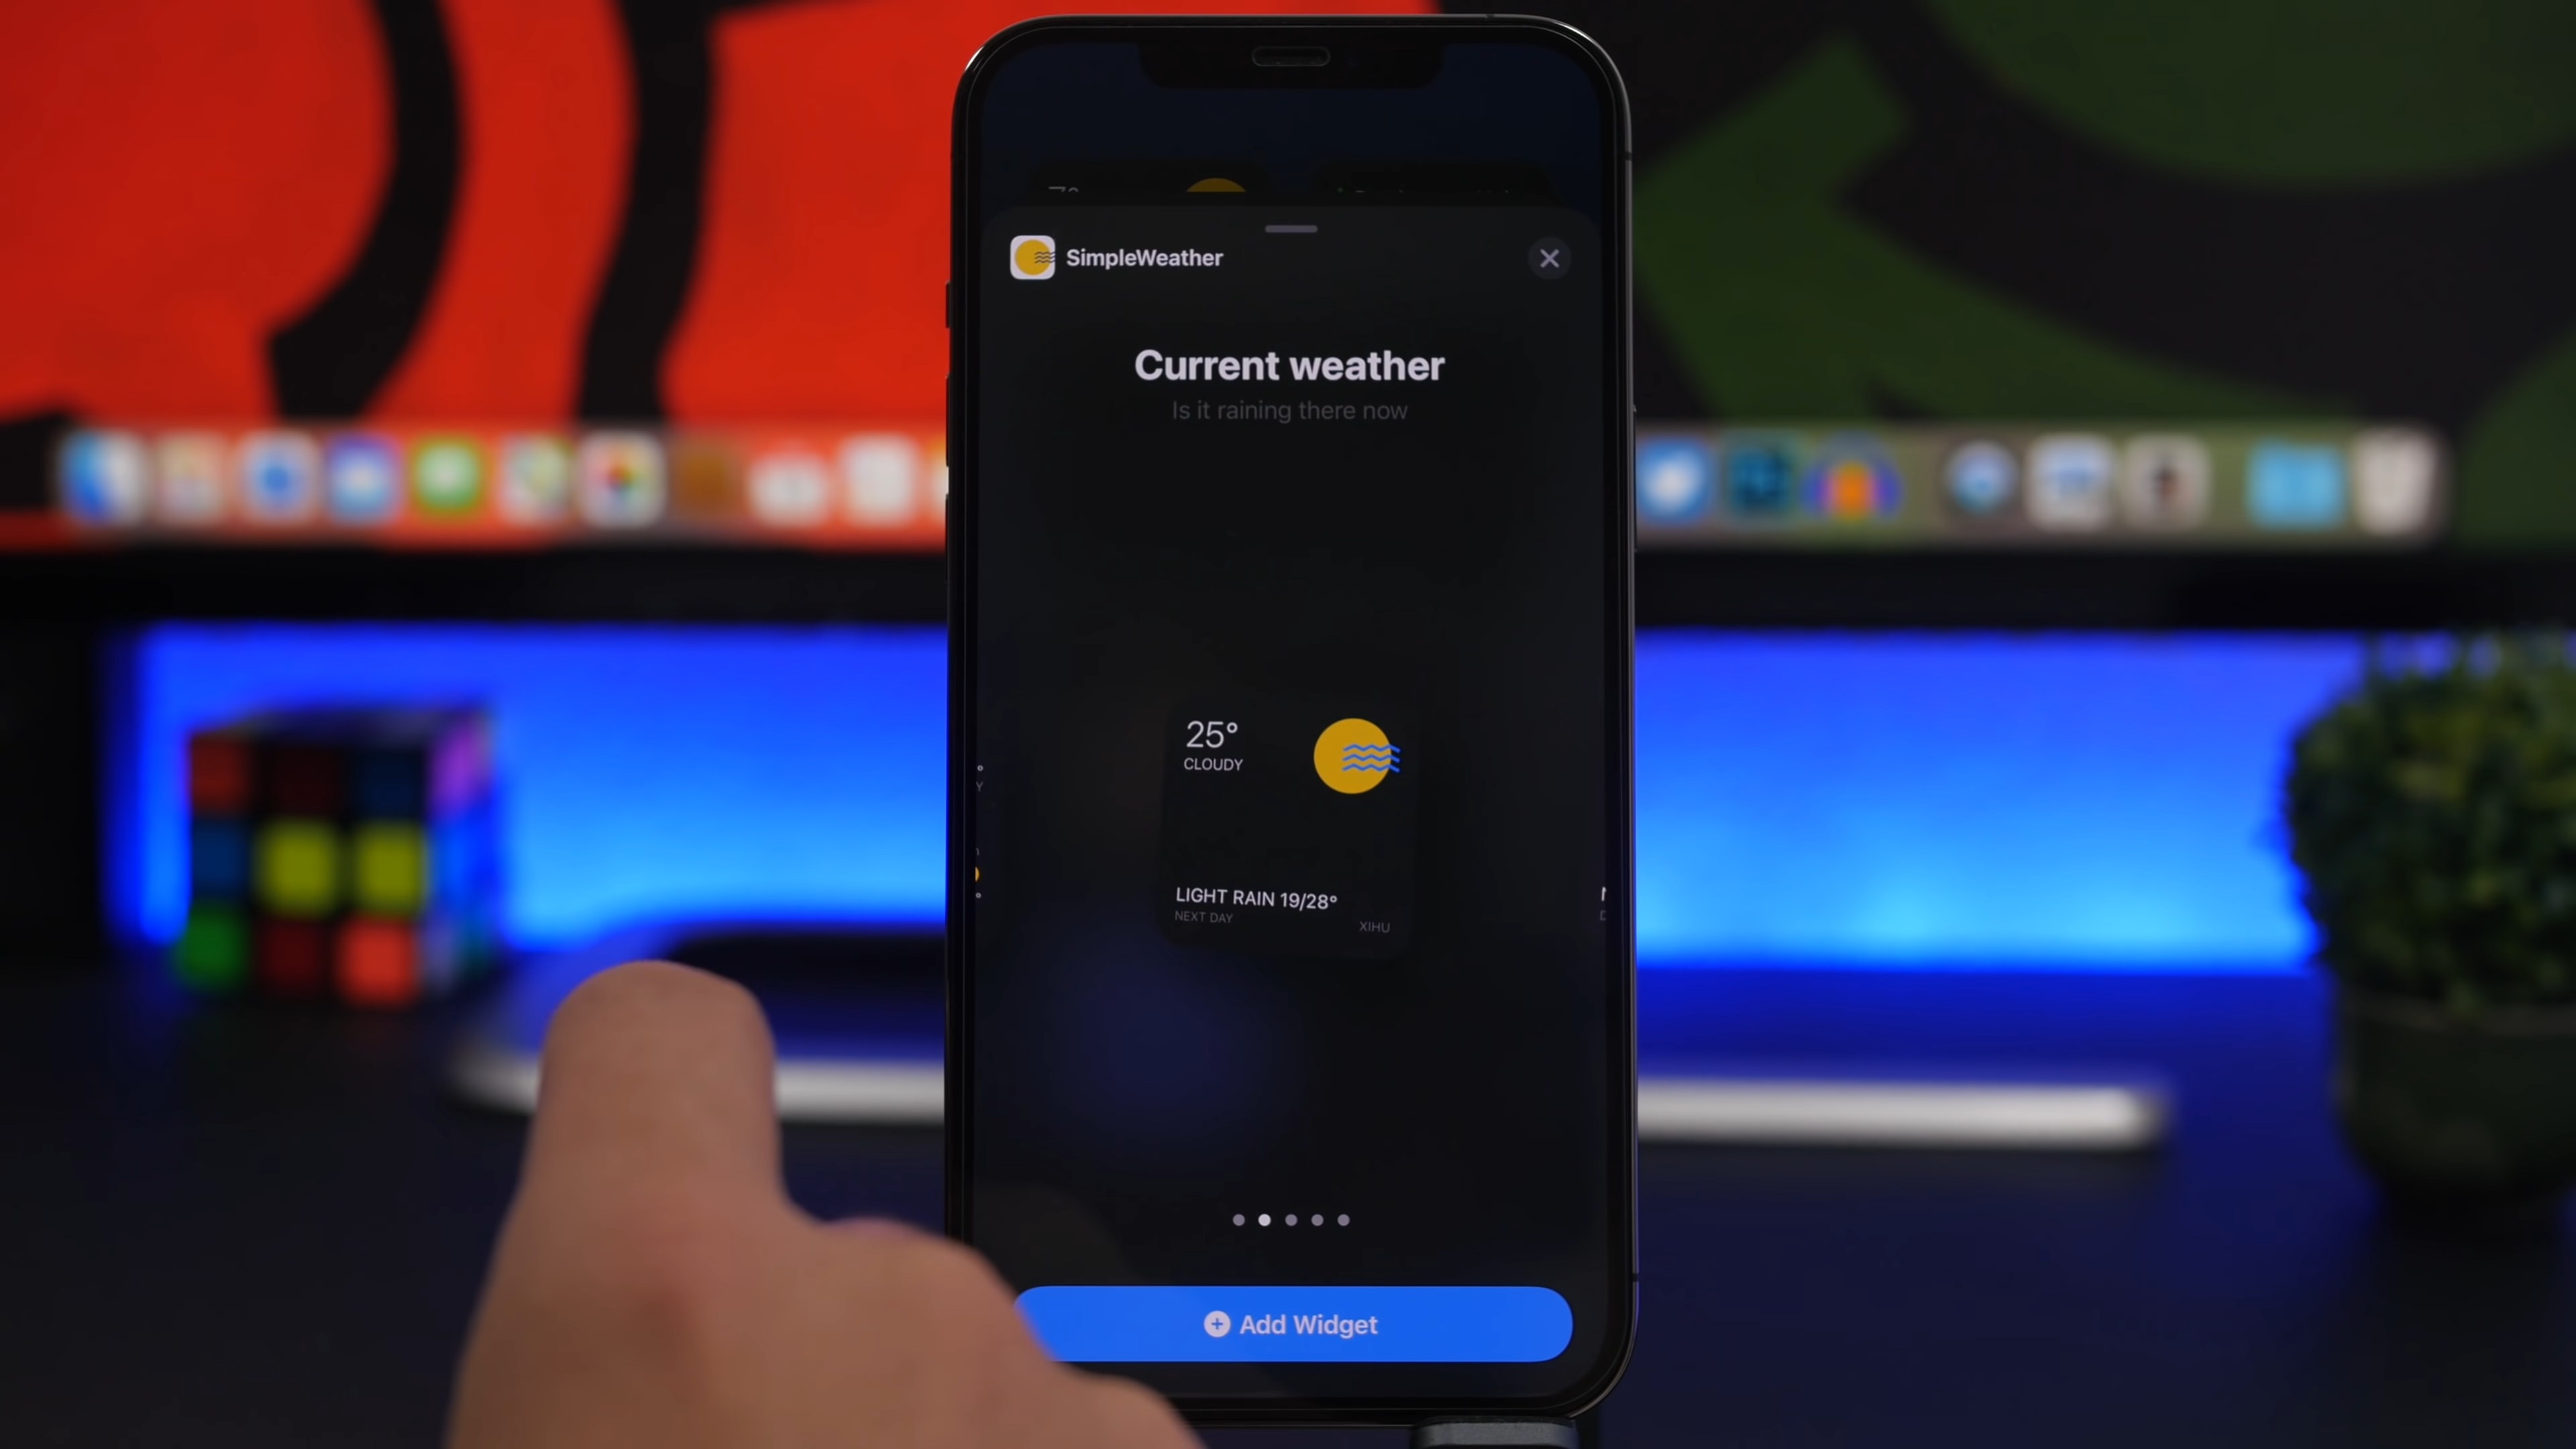 SimpleWeather
Current weather
Is it raining there now
25°
CLOUDY
LIGHT RAIN 19/28°
NEXT DAY
XIHU
Add Widget